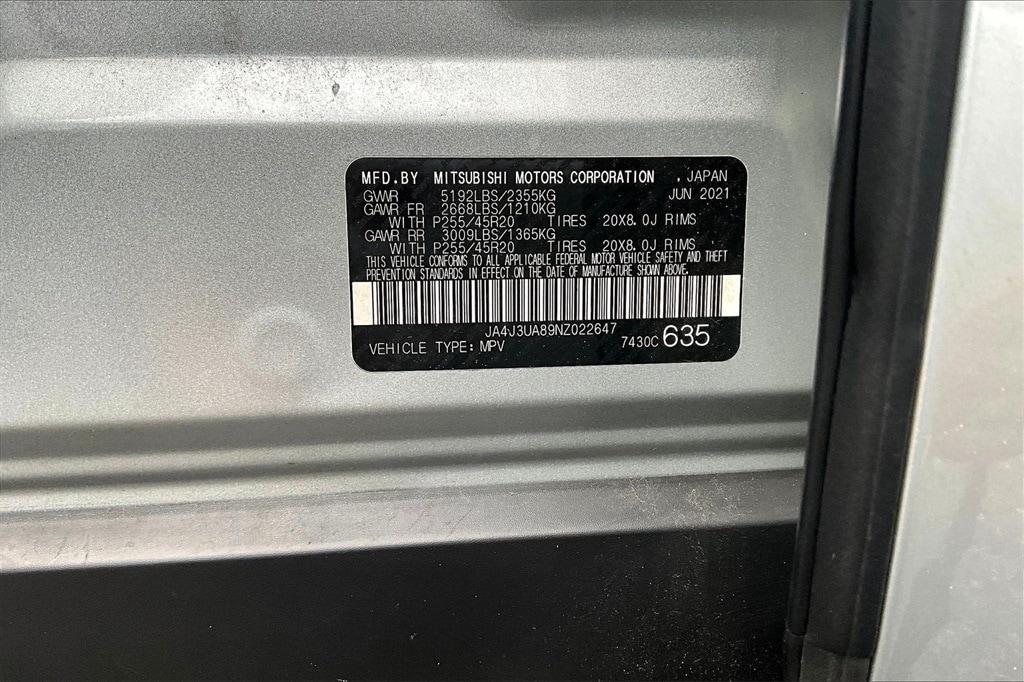 MFD.BY MITSUBISHI MOTORS CORPORATION , JAPAN
GVWR 5192LBS/2355KG JUN 2021
GAWR FR 2668LBS/1210KG
WITH P255/45R20 TIRES 20X8.0J RIMS
GAWR RR 3009LBS/1365KG
WITH P255/45R20 TIRES 20X8.0J RIMS
THIS VEHICLE CONFORMS TO ALL APPLICABLE FEDERAL MOTOR VEHICLE SAFETY AND THEFT
PREVENTION STANDARDS IN EFFECT ON THE DATE OF MANUFACTURE SHOWN ABOVE.
JA4J3UA89NZ022647
VEHICLE TYPE: MPV 7430C 635